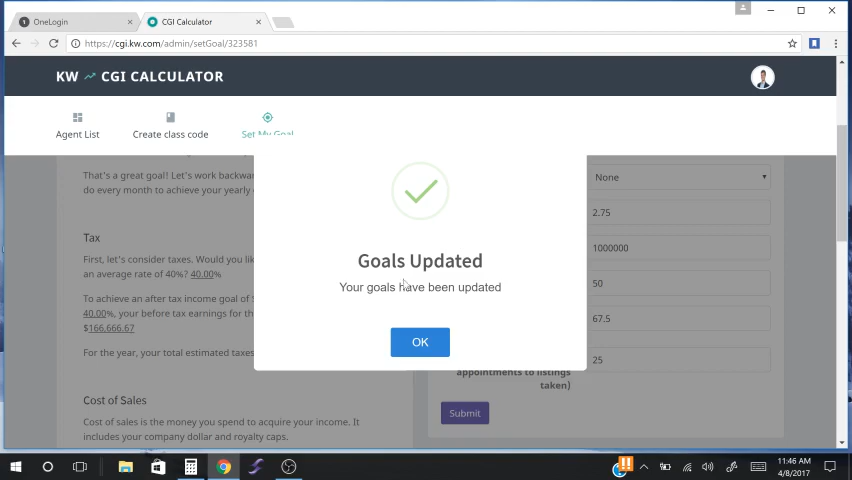 OneLogin
CGI Calculator
https://cgi.kw.com/admin/setGoal/323581
KW CGI CALCULATOR
Agent List
Create class code
Set My Goal
That's a great goal! Let's work backwar
do every month to achieve your yearly
Tax
First, let's consider taxes. Would you lik
an average rate of 40%? 40.00%
To achieve an after tax income goal of
40.00%, your before tax earnings for th
$166,666.67
For the year, your total estimated taxes
Cost of Sales
Cost of sales is the money you spend to acquire your income. It
includes your company dollar and royalty caps.
Goals Updated
Your goals have been updated
OK
None
2.75
1000000
50
67.5
25
appointments to listings
taken)
Submit
11:46 AM
4/8/2017